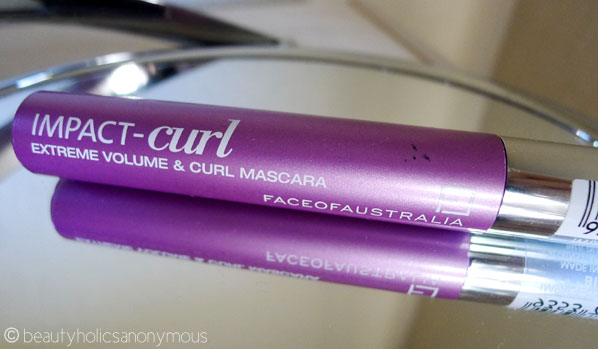 IMPACT-curl
EXTREME VOLUME & CURL MASCARA
FACEOFAUSTRALIA
© beautyholicsanonymous